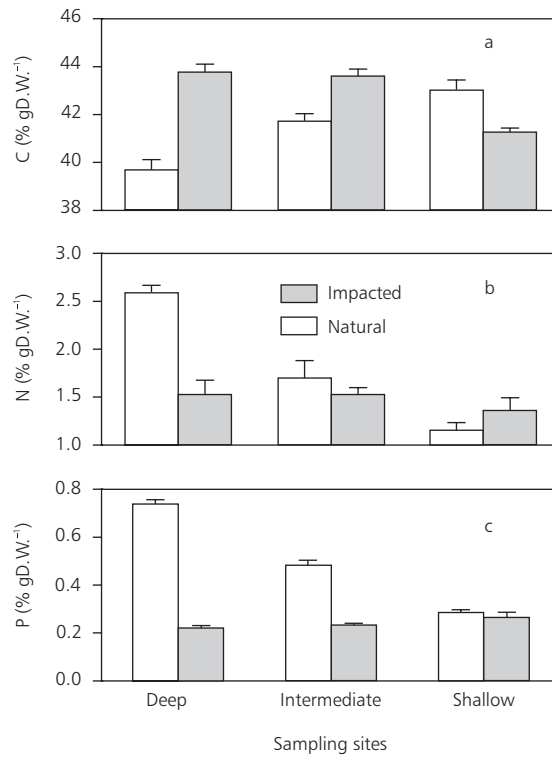 46
44
42
40
38
C (% gD.W.⁻¹)
a
3.0
2.5
2.0
1.5
1.0
N (% gD.W.⁻¹)
b
Impacted
Natural
0.8
0.6
0.4
0.2
0.0
P (% gD.W.⁻¹)
c
Deep Intermediate Shallow
Sampling sites